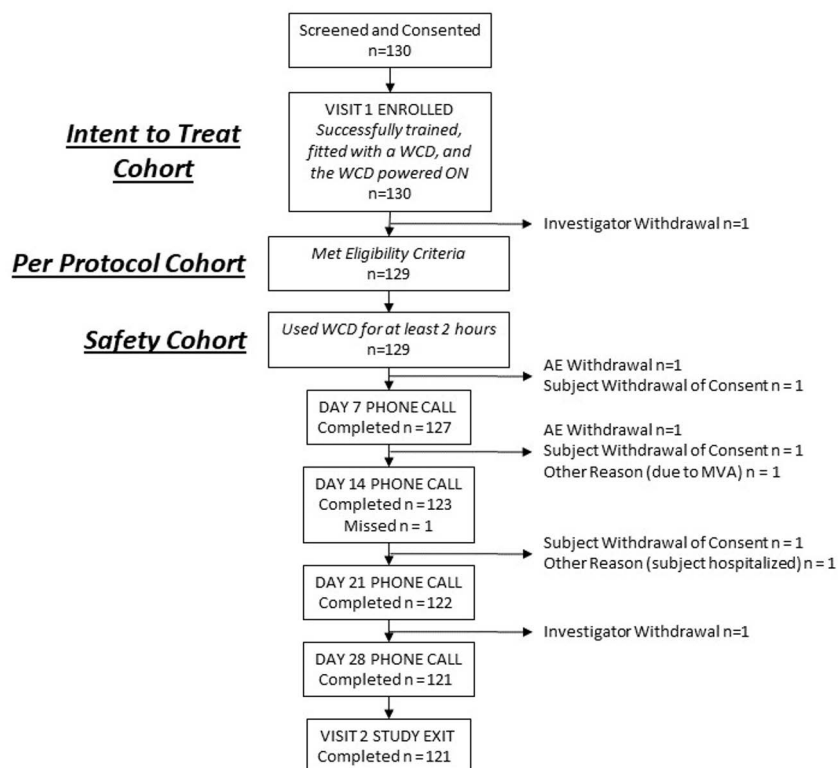 Screened and Consented
n=130
Intent to Treat
Cohort
VISIT 1 ENROLLED
Successfully trained,
fitted with a WCD, and
the WCD powered ON
n=130
Investigator Withdrawal n=1
Per Protocol Cohort
Met Eligibility Criteria
n=129
Safety Cohort
Used WCD for at least 2 hours
n=129
AE Withdrawal n=1
Subject Withdrawal of Consent n = 1
DAY 7 PHONE CALL
Completed n = 127
AE Withdrawal n=1
Subject Withdrawal of Consent n = 1
Other Reason (due to MVA) n = 1
DAY 14 PHONE CALL
Completed n = 123
Missed n = 1
Subject Withdrawal of Consent n = 1
Other Reason (subject hospitalized) n = 1
DAY 21 PHONE CALL
Completed n = 122
Investigator Withdrawal n=1
DAY 28 PHONE CALL
Completed n = 121
VISIT 2 STUDY EXIT
Completed n = 121